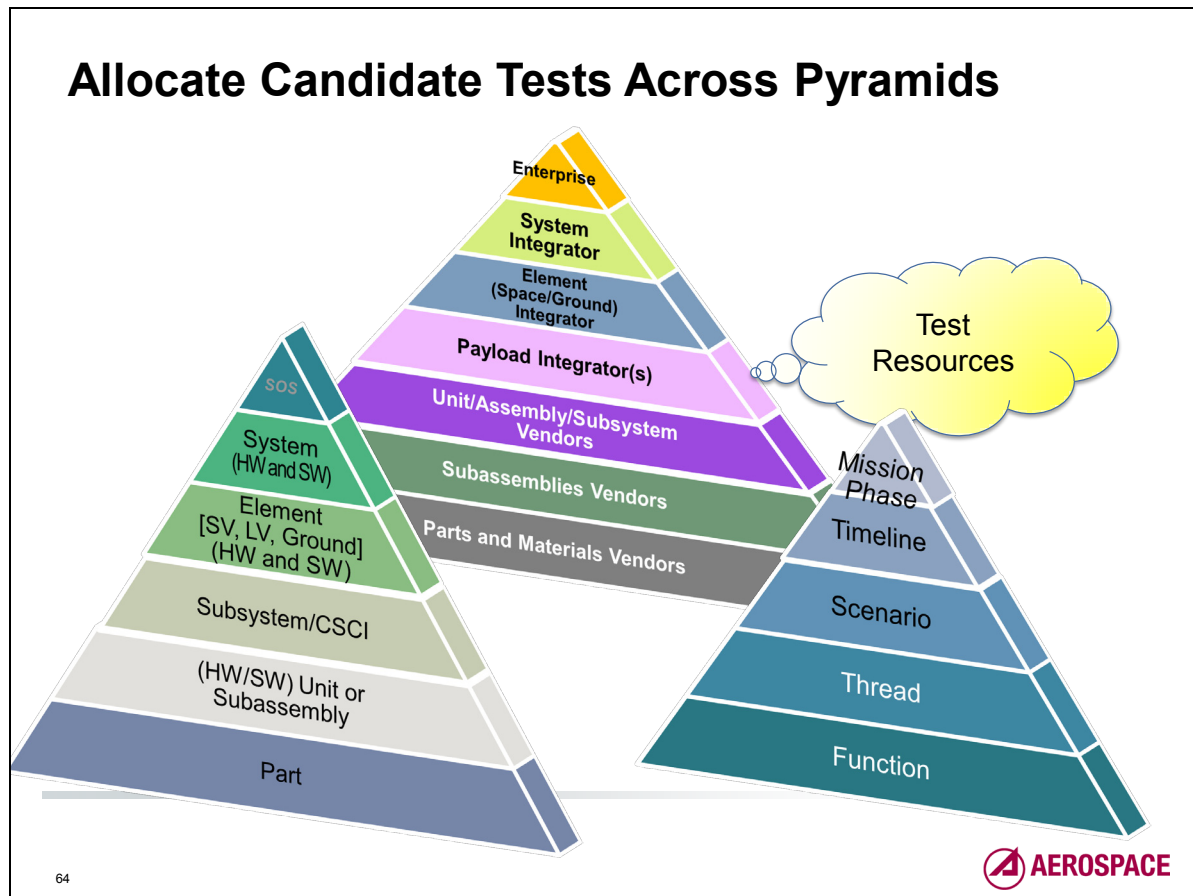 Allocate Candidate Tests Across Pyramids
Enterprise
System
Integrator
Element
(Space/Ground)
Integrator
Payload Integrator(s)
Unit/Assembly/Subsystem
Vendors
Subassemblies Vendors
Parts and Materials Vendors
SOS
System
(HW and SW)
Element
[SV, LV, Ground]
(HW and SW)
Subsystem/CSCI
(HW/SW) Unit or
Subassembly
Part
Test
Resources
Mission
Phase
Timeline
Scenario
Thread
Function
64
AEROSPACE